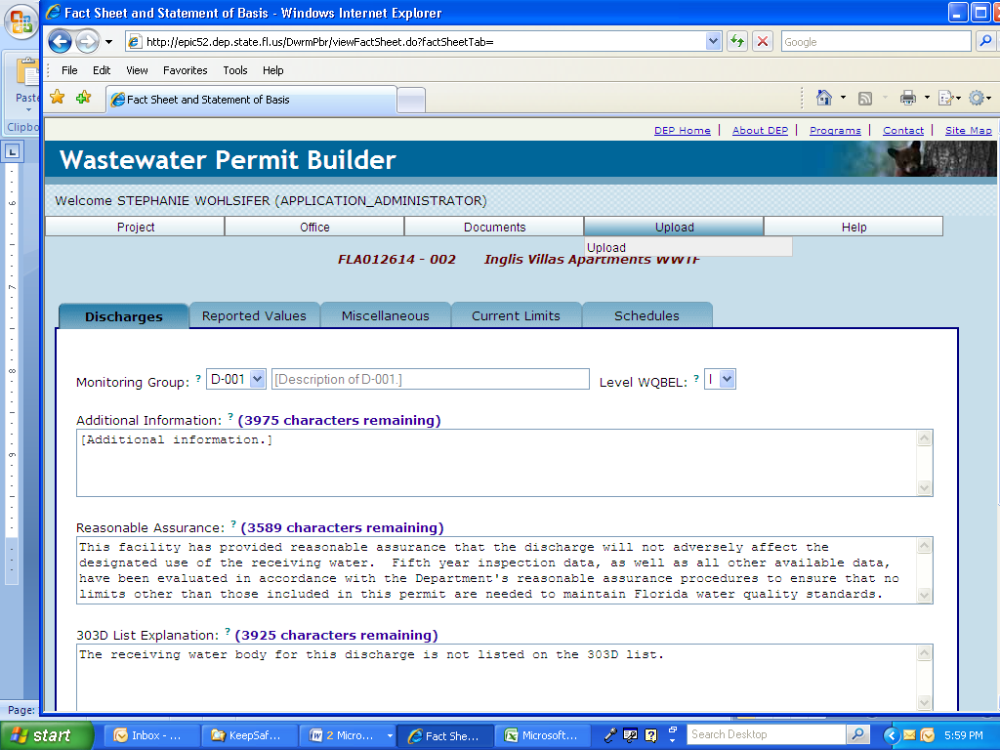 Fact Sheet and Statement of Basis - Windows Internet Explorer
http://epic52.dep.state.fl.us/DwrmPbr/viewFactSheet.do?factSheetTab=
Google
File Edit View Favorites Tools Help
Paste
Fact Sheet and Statement of Basis
Clipbo
DEP Home | About DEP | Programs | Contact | Site Map
L
Wastewater Permit Builder
Welcome STEPHANIE WOHLSIFER (APPLICATION_ADMINISTRATOR)
Project Office Documents Upload Help
Upload
FLA012614 - 002 Inglis Villas Apartments WWTF
Discharges Reported Values Miscellaneous Current Limits Schedules
Monitoring Group: ? D-001 [Description of D-001.] Level WQBEL: ? I
Additional Information: ? (3975 characters remaining)
[Additional information.]
Reasonable Assurance: ? (3589 characters remaining)
This facility has provided reasonable assurance that the discharge will not adversely affect the
designated use of the receiving water. Fifth year inspection data, as well as all other available data,
have been evaluated in accordance with the Department's reasonable assurance procedures to ensure that no
limits other than those included in this permit are needed to maintain Florida water quality standards.
303D List Explanation: ? (3925 characters remaining)
The receiving water body for this discharge is not listed on the 303D list.
Page:
start Inbox - ... KeepSaf... 2 Micro... Fact She... Microsoft... Search Desktop 5:59 PM